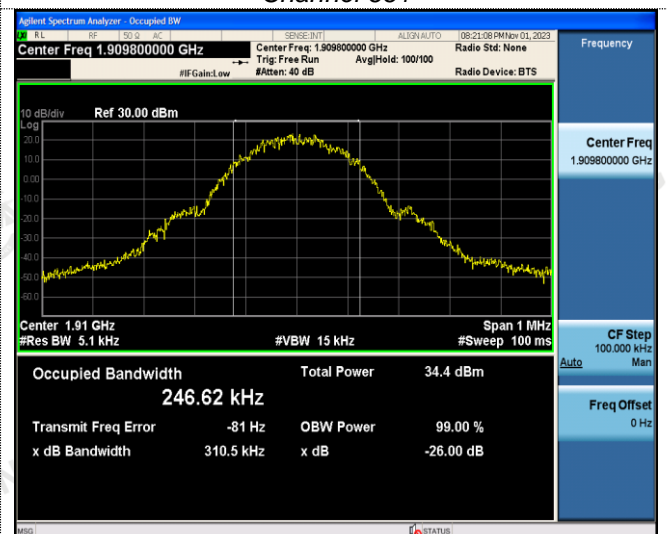 Agilent Spectrum Analyzer - Occupied BW
RL RF 50 Ω AC SENSE:INT ALIGN AUTO 08:21:08 PM Nov 01, 2023
Center Freq 1.909800000 GHz Center Freq: 1.909800000 GHz Radio Std: None
Trig: Free Run Avg|Hold: 100/100
#IFGain:Low #Atten: 40 dB Radio Device: BTS
Frequency
10 dB/div Ref 30.00 dBm
Log
20.0
10.0
0.00
-10.0
-20.0
-30.0
-40.0
-50.0
-60.0
Center 1.91 GHz Span 1 MHz
#Res BW 5.1 kHz #VBW 15 kHz #Sweep 100 ms
Occupied Bandwidth Total Power 34.4 dBm
246.62 kHz
Transmit Freq Error -81 Hz OBW Power 99.00 %
x dB Bandwidth 310.5 kHz x dB -26.00 dB
Center Freq
1.909800000 GHz
CF Step
100.000 kHz
Auto Man
Freq Offset
0 Hz
MSG STATUS